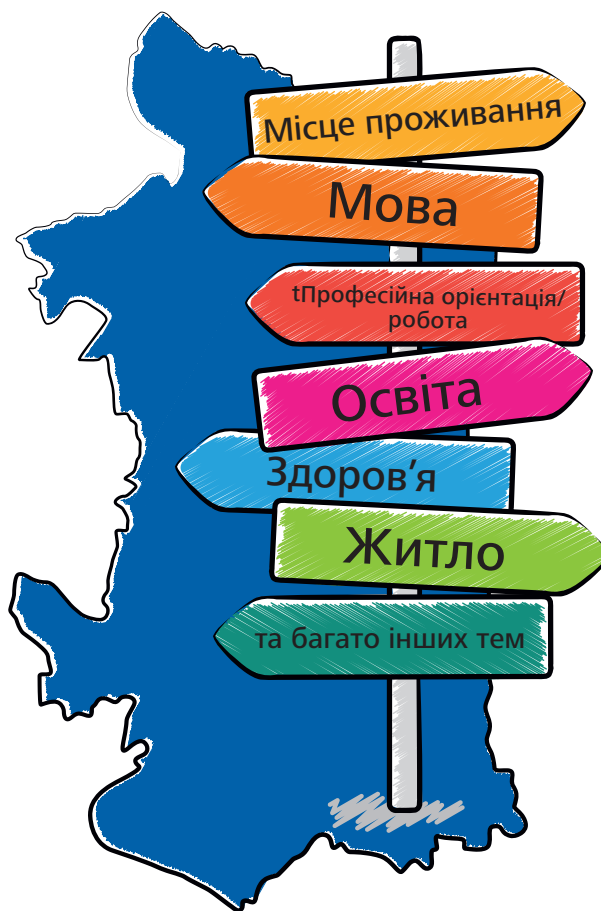 Місце проживання
Мова
tПрофесійна орієнтація/
робота
Освіта
Здоров’я
Житло
та багато інших тем